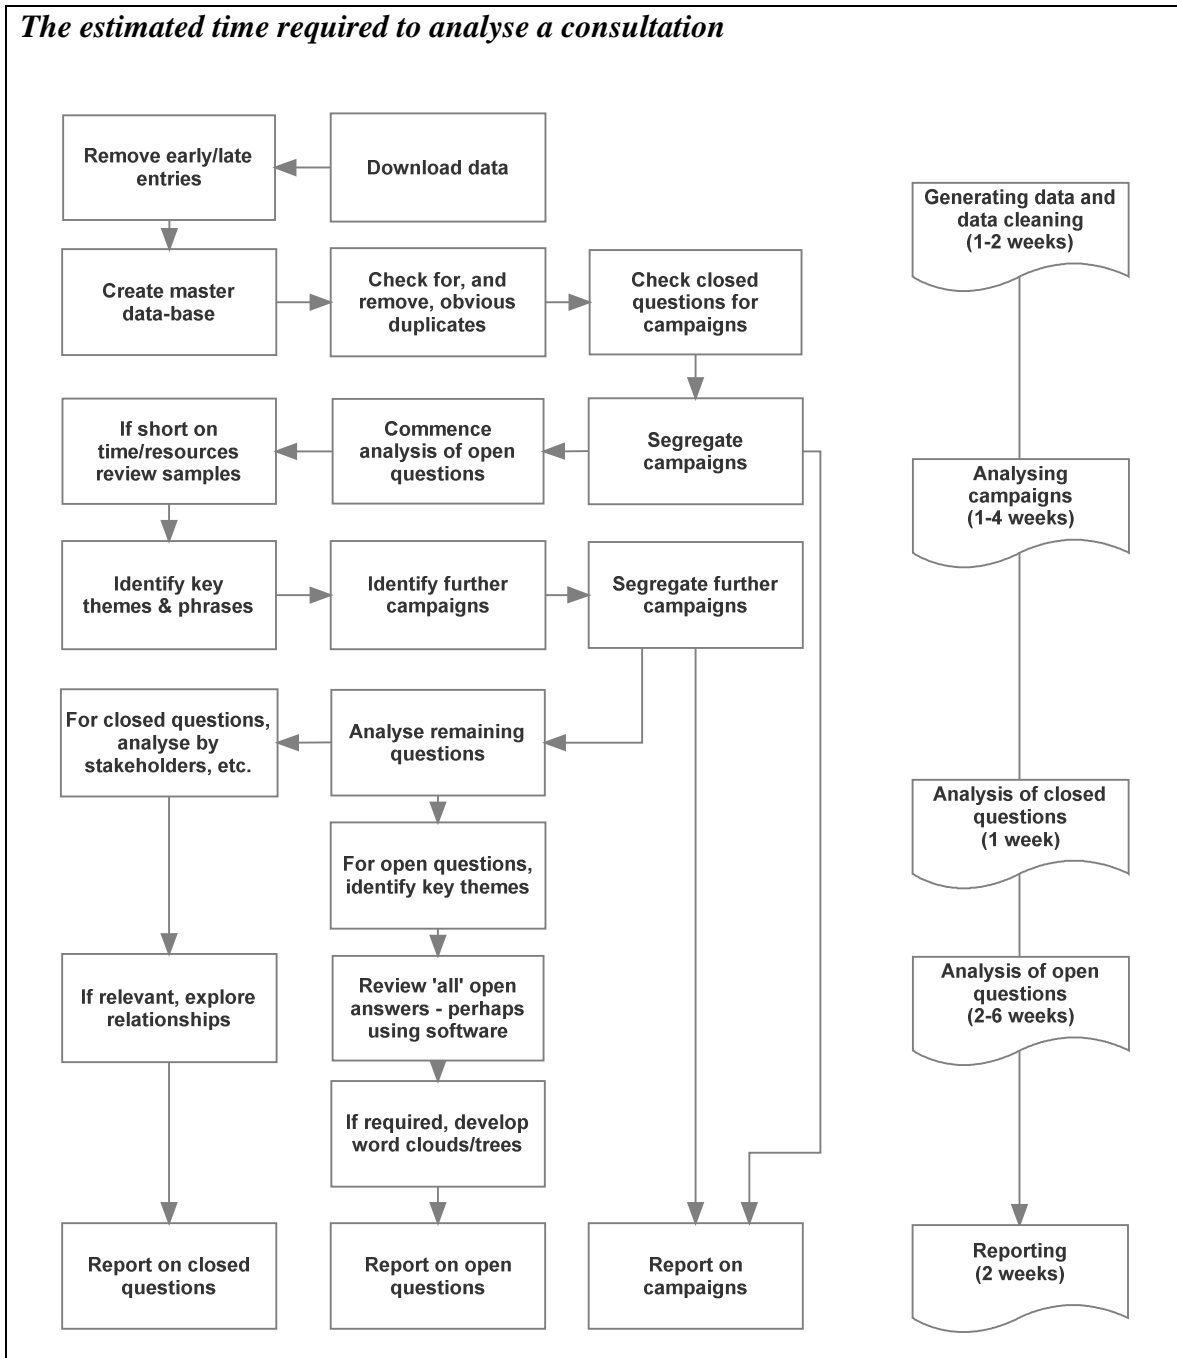 The estimated time required to analyse a consultation
Remove early/late
entries
Download data
Generating data and
data cleaning
(1-2 weeks)
Create master
data-base
Check for, and
remove, obvious
duplicates
Check closed
questions for
campaigns
If short on
time/resources
review samples
Commence
analysis of open
questions
Segregate
campaigns
Analysing
campaigns
(1-4 weeks)
Identify key
themes & phrases
Identify further
campaigns
Segregate further
campaigns
For closed questions,
analyse by
stakeholders, etc.
Analyse remaining
questions
Analysis of closed
questions
(1 week)
For open questions,
identify key themes
If relevant, explore
relationships
Review 'all' open
answers - perhaps
using software
Analysis of open
questions
(2-6 weeks)
If required, develop
word clouds/trees
Report on closed
questions
Report on open
questions
Report on
campaigns
Reporting
(2 weeks)